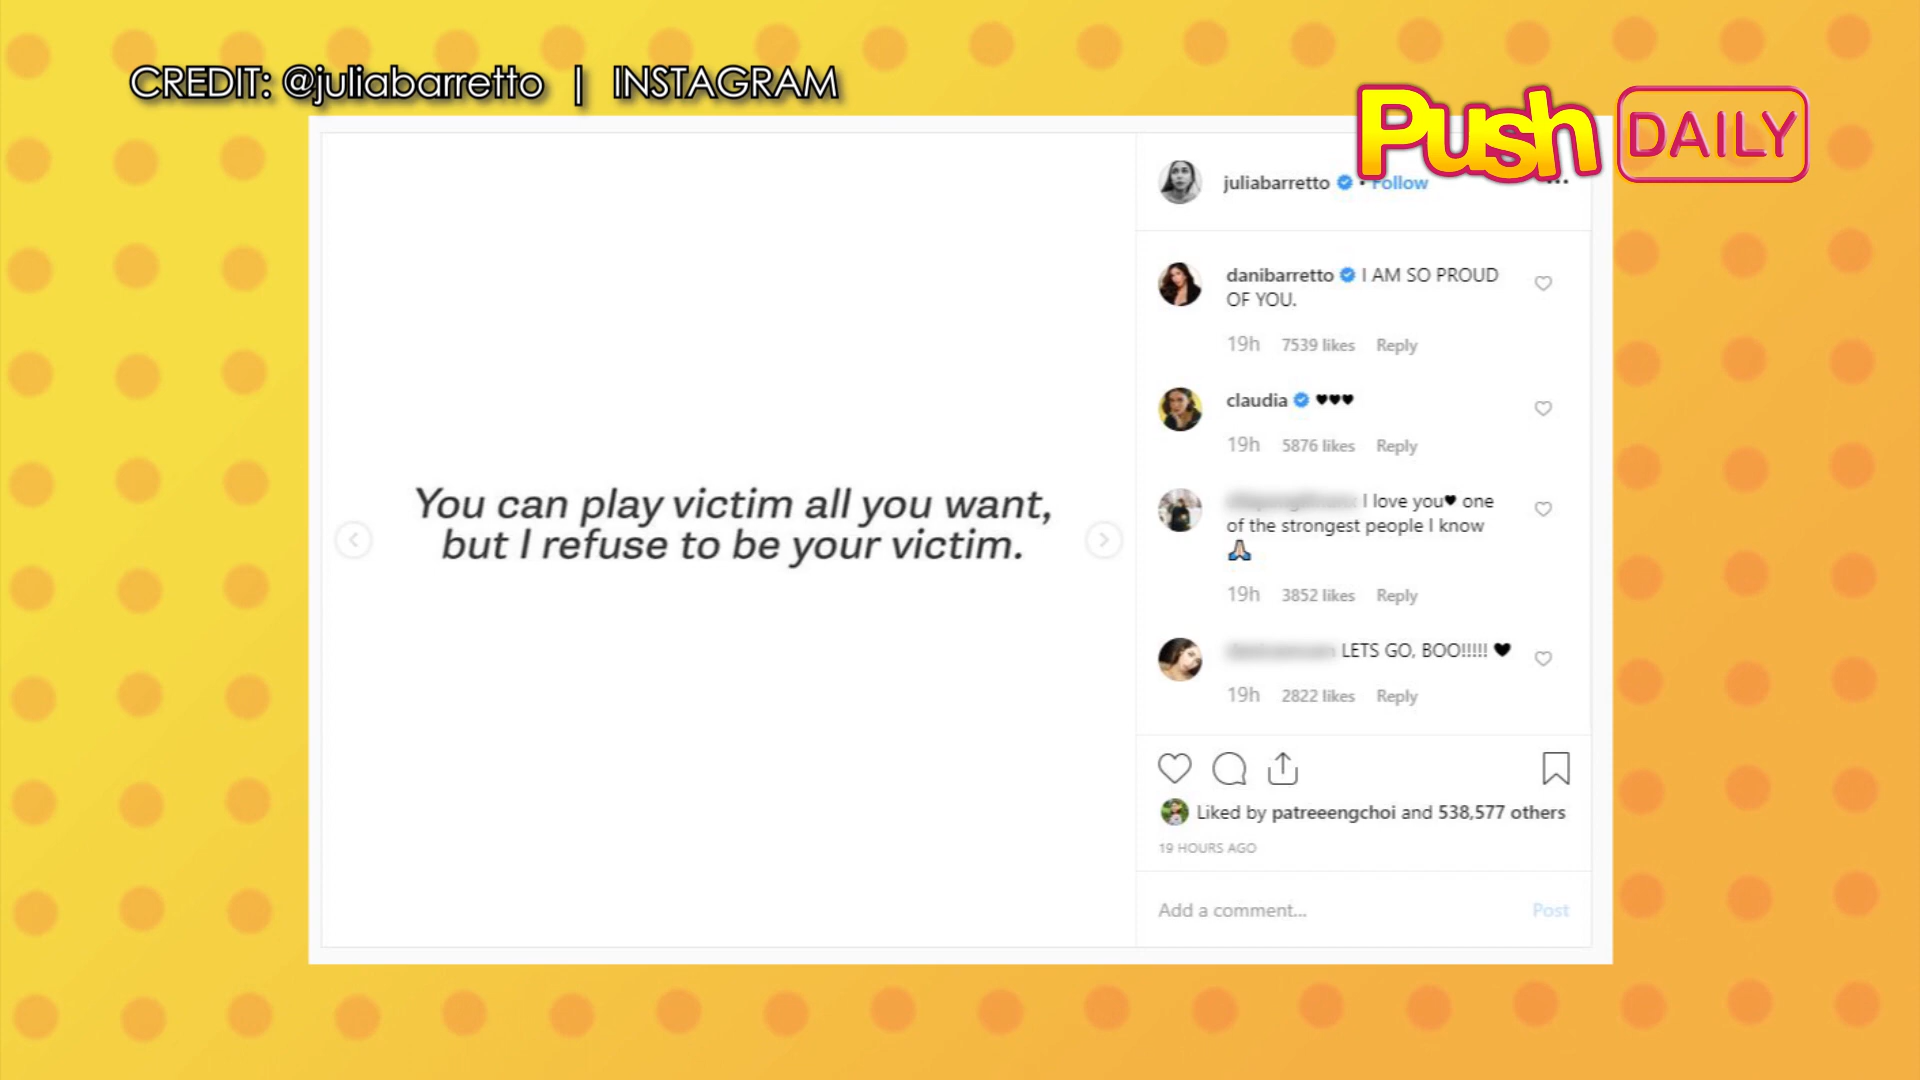 CREDIT: @juliabarretto | INSTAGRAM
Push DAILY
juliabarretto • Follow
You can play victim all you want,
but I refuse to be your victim.
danibarretto I AM SO PROUD
OF YOU.
19h 7539 likes Reply
claudia ♥♥♥
19h 5876 likes Reply
I love you♥ one
of the strongest people I know
🙏🏻
19h 3852 likes Reply
LETS GO, BOO!!!!! ♥
19h 2822 likes Reply
Liked by patreeengchoi and 538,577 others
19 HOURS AGO
Add a comment... Post